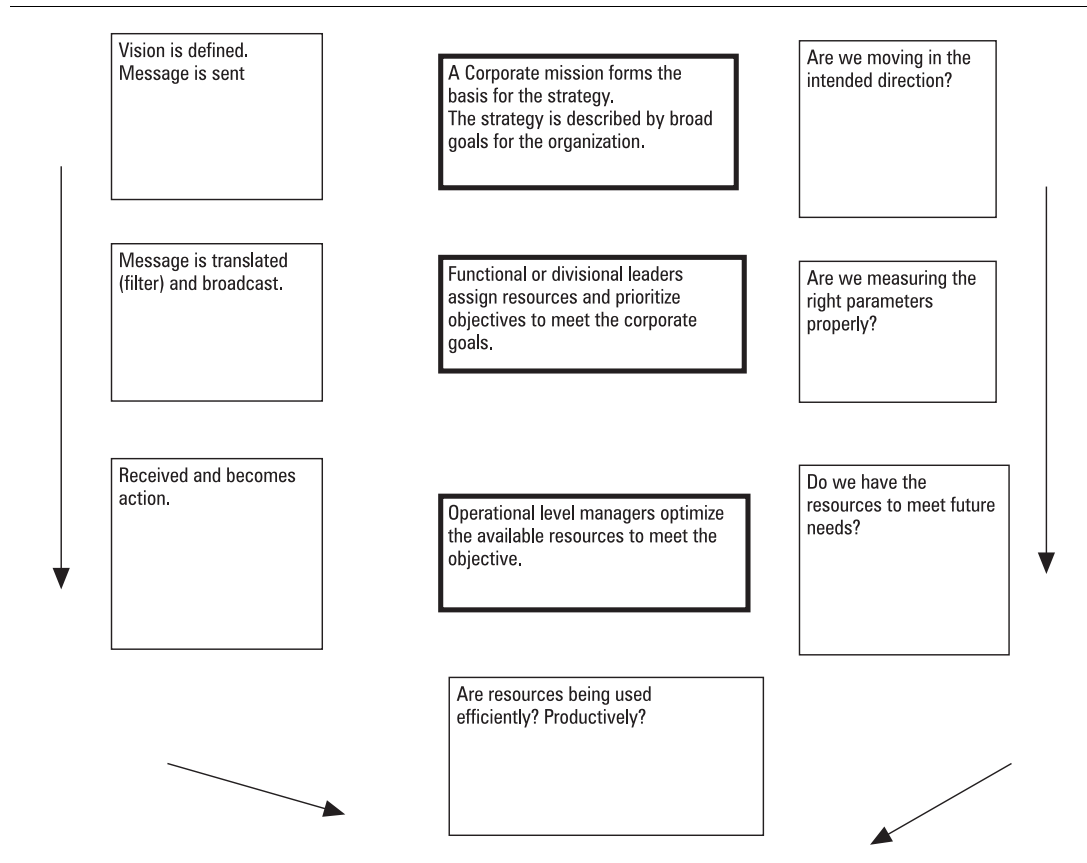 Vision is defined.
Message is sent
A Corporate mission forms the
basis for the strategy.
The strategy is described by broad
goals for the organization.
Are we moving in the
intended direction?
Message is translated
(filter) and broadcast.
Functional or divisional leaders
assign resources and prioritize
objectives to meet the corporate
goals.
Are we measuring the
right parameters
properly?
Received and becomes
action.
Operational level managers optimize
the available resources to meet the
objective.
Do we have the
resources to meet future
needs?
Are resources being used
efficiently? Productively?